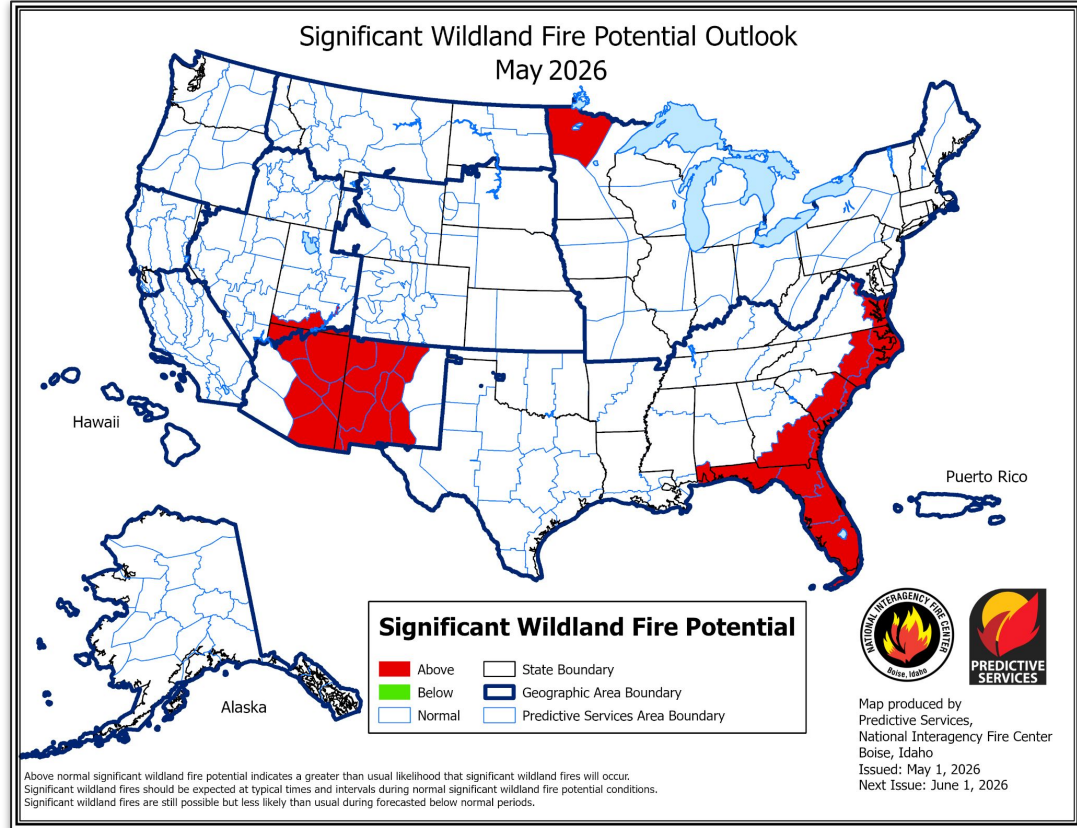 Significant Wildland Fire Potential Outlook
May 2026
Hawaii
Puerto Rico
Alaska
Significant Wildland Fire Potential
Above
State Boundary
Below
Geographic Area Boundary
Normal
Predictive Services Area Boundary
NATIONAL INTERAGENCY FIRE CENTER
Boise, Idaho
PREDICTIVE
SERVICES
Map produced by
Predictive Services,
National Interagency Fire Center
Boise, Idaho
Issued: May 1, 2026
Next Issue: June 1, 2026
Above normal significant wildland fire potential indicates a greater than usual likelihood that significant wildland fires will occur.
Significant wildland fires should be expected at typical times and intervals during normal significant wildland fire potential conditions.
Significant wildland fires are still possible but less likely than usual during forecasted below normal periods.